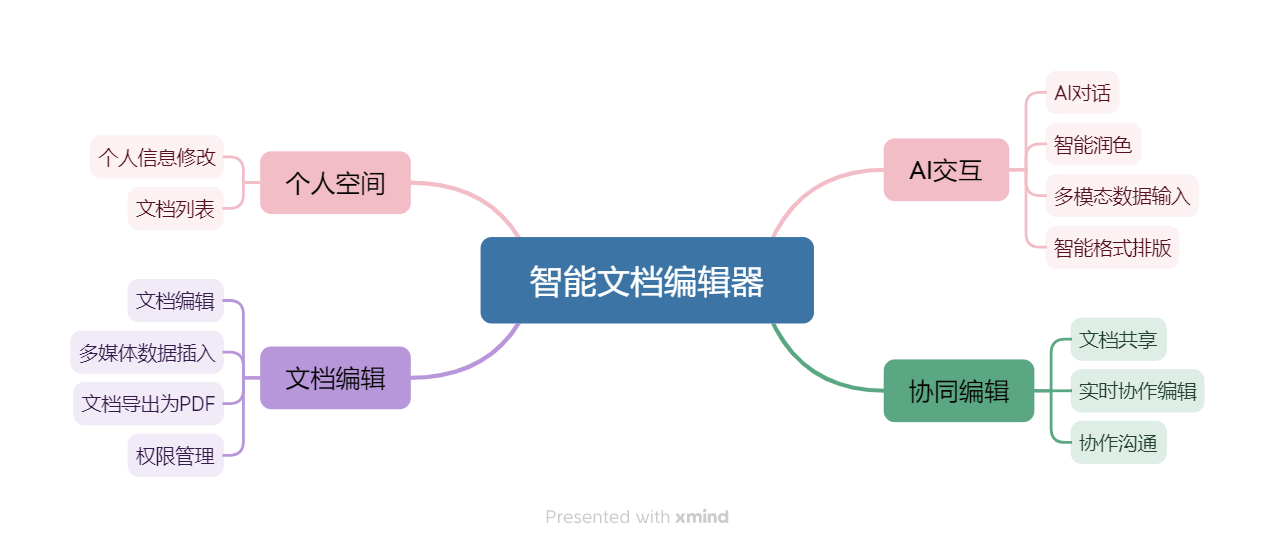 智能文档编辑器
个人空间
个人信息修改
文档列表
文档编辑
文档编辑
多媒体数据插入
文档导出为PDF
权限管理
AI交互
AI对话
智能润色
多模态数据输入
智能格式排版
协同编辑
文档共享
实时协作编辑
协作沟通
Presented with xmind